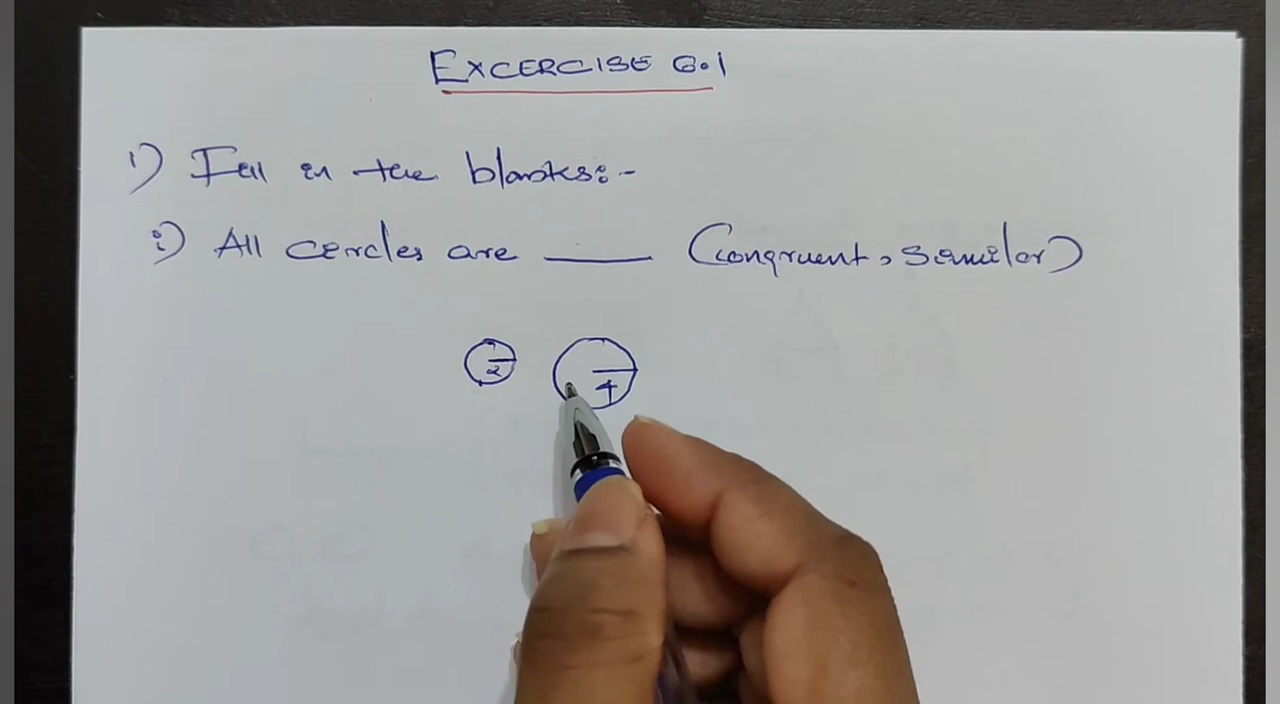 EXCERCISE 6.1
1) Fill in the blanks:-
i) All circles are ____ (congruent, similar)
2 4